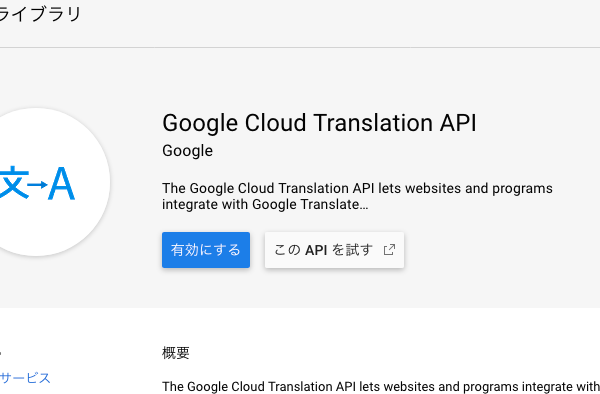 ライブラリ
文→A
Google Cloud Translation API
Google
The Google Cloud Translation API lets websites and programs
integrate with Google Translate…
有効にする
この API を試す
サービス
概要
The Google Cloud Translation API lets websites and programs integrate with